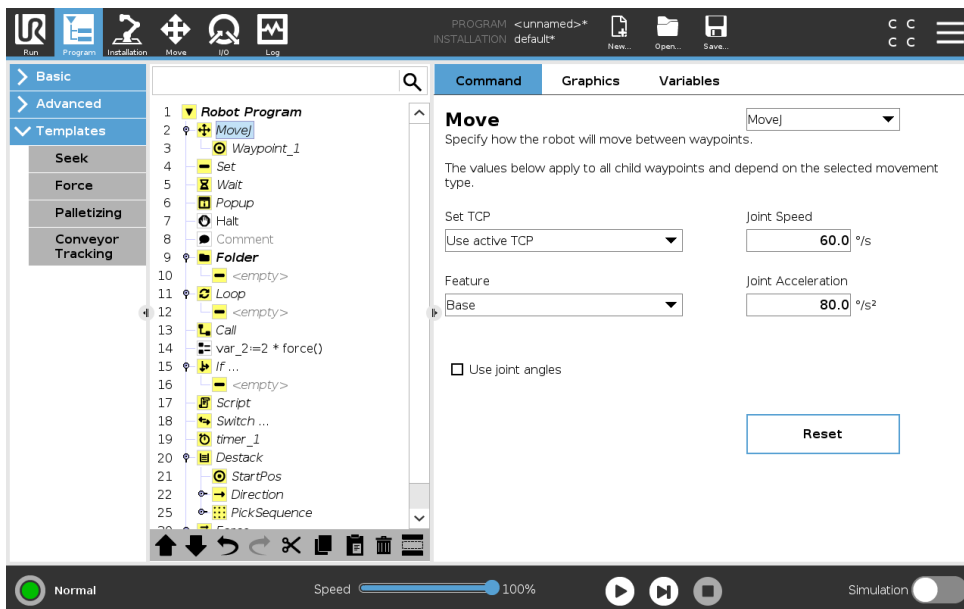 PROGRAM <unnamed>*
INSTALLATION default*
Run
Program
Installation
Move
I/O
Log
New...
Open...
Save...
C C
C C
Basic
Advanced
Templates
Seek
Force
Palletizing
Conveyor
Tracking
1 Robot Program
2 MoveJ
3 Waypoint_1
4 Set
5 Wait
6 Popup
7 Halt
8 Comment
9 Folder
10 <empty>
11 Loop
12 <empty>
13 Call
14 var_2:=2 * force()
15 If ...
16 <empty>
17 Script
18 Switch ...
19 timer_1
20 Destack
21 StartPos
22 Direction
25 PickSequence
Command
Graphics
Variables
Move
MoveJ
Specify how the robot will move between waypoints.
The values below apply to all child waypoints and depend on the selected movement
type.
Set TCP
Joint Speed
Use active TCP
60.0 °/s
Feature
Joint Acceleration
Base
80.0 °/s²
Use joint angles
Reset
Normal
Speed
100%
Simulation